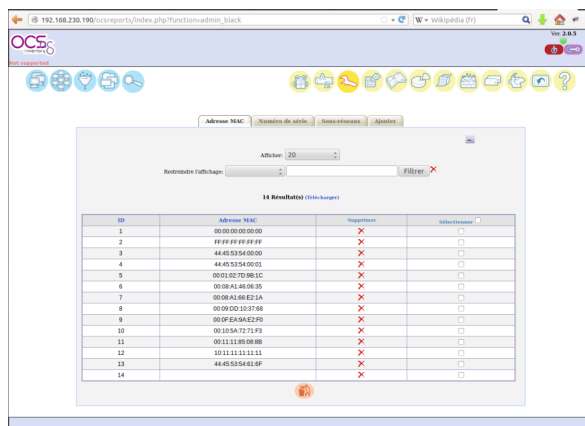 192.168.230.190/ocsreports/index.php?function=admin_black
Wikipédia (fr)
OCS
inventory
Ver. 2.0.5
Not supported
Adresse MAC Numéro de série Sous-réseaux Ajouter
Afficher: 20
Restreindre l'affichage: Filtrer
14 Résultat(s) (Télécharger)
ID Adresse MAC Supprimer Sélectionner
1 00:00:00:00:00:00
2 FF:FF:FF:FF:FF:FF
3 44:45:53:54:00:00
4 44:45:53:54:00:01
5 00:01:02:7D:9B:1C
6 00:08:A1:46:06:35
7 00:08:A1:66:E2:1A
8 00:09:DD:10:37:68
9 00:0F:EA:9A:E2:F0
10 00:10:5A:72:71:F3
11 00:11:11:85:08:8B
12 10:11:11:11:11:11
13 44:45:53:54:61:6F
14